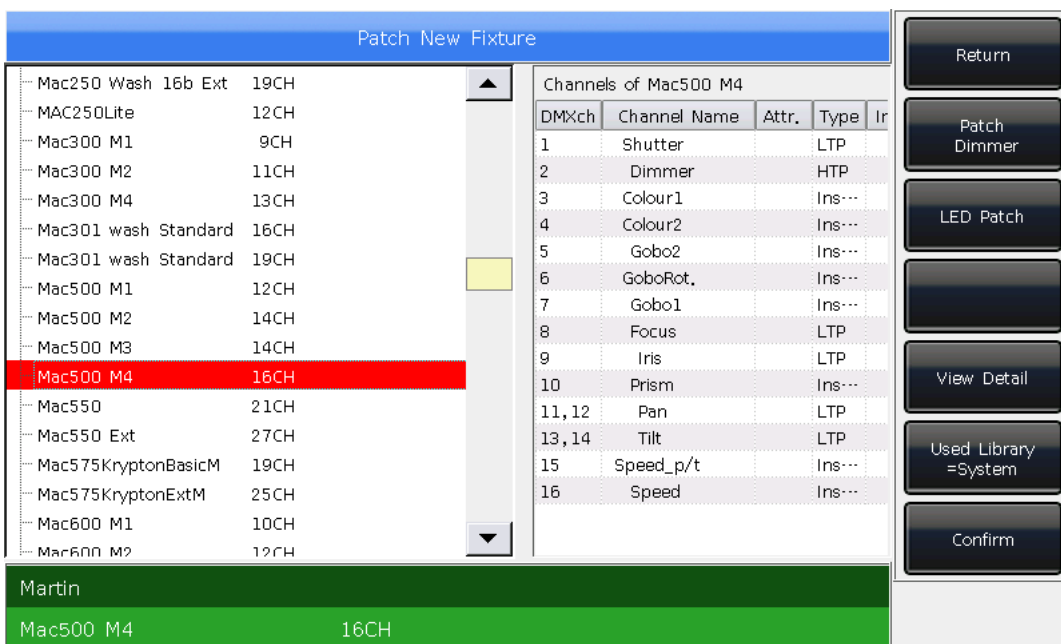 Patch New Fixture
Mac250 Wash 16b Ext 19CH
MAC250Lite 12CH
Mac300 M1 9CH
Mac300 M2 11CH
Mac300 M4 13CH
Mac301 wash Standard 16CH
Mac301 wash Standard 19CH
Mac500 M1 12CH
Mac500 M2 14CH
Mac500 M3 14CH
Mac500 M4 16CH
Mac550 21CH
Mac550 Ext 27CH
Mac575KryptonBasicM 19CH
Mac575KryptonExtM 25CH
Mac600 M1 10CH
Mac600 M2 12CH
Channels of Mac500 M4
DMXch Channel Name Attr. Type Ir
1 Shutter LTP
2 Dimmer HTP
3 Colour1 Ins···
4 Colour2 Ins···
5 Gobo2 Ins···
6 GoboRot. Ins···
7 Gobo1 Ins···
8 Focus LTP
9 Iris LTP
10 Prism Ins···
11,12 Pan LTP
13,14 Tilt LTP
15 Speed_p/t Ins···
16 Speed Ins···
Martin
Mac500 M4 16CH
Return
Patch
Dimmer
LED Patch
View Detail
Used Library
=System
Confirm